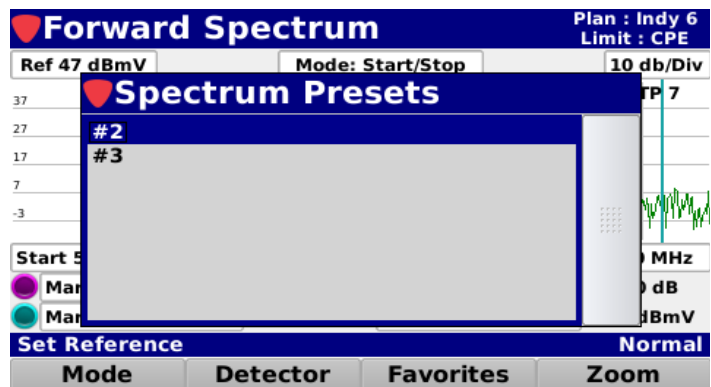 Forward Spectrum
Plan : Indy 6
Limit : CPE
Ref 47 dBmV
Mode: Start/Stop
10 db/Div
Spectrum Presets
TP 7
37
27
17
7
-3
#2
#3
Start 5
MHz
Mar
dB
Mar
dBmV
Set Reference
Normal
Mode
Detector
Favorites
Zoom